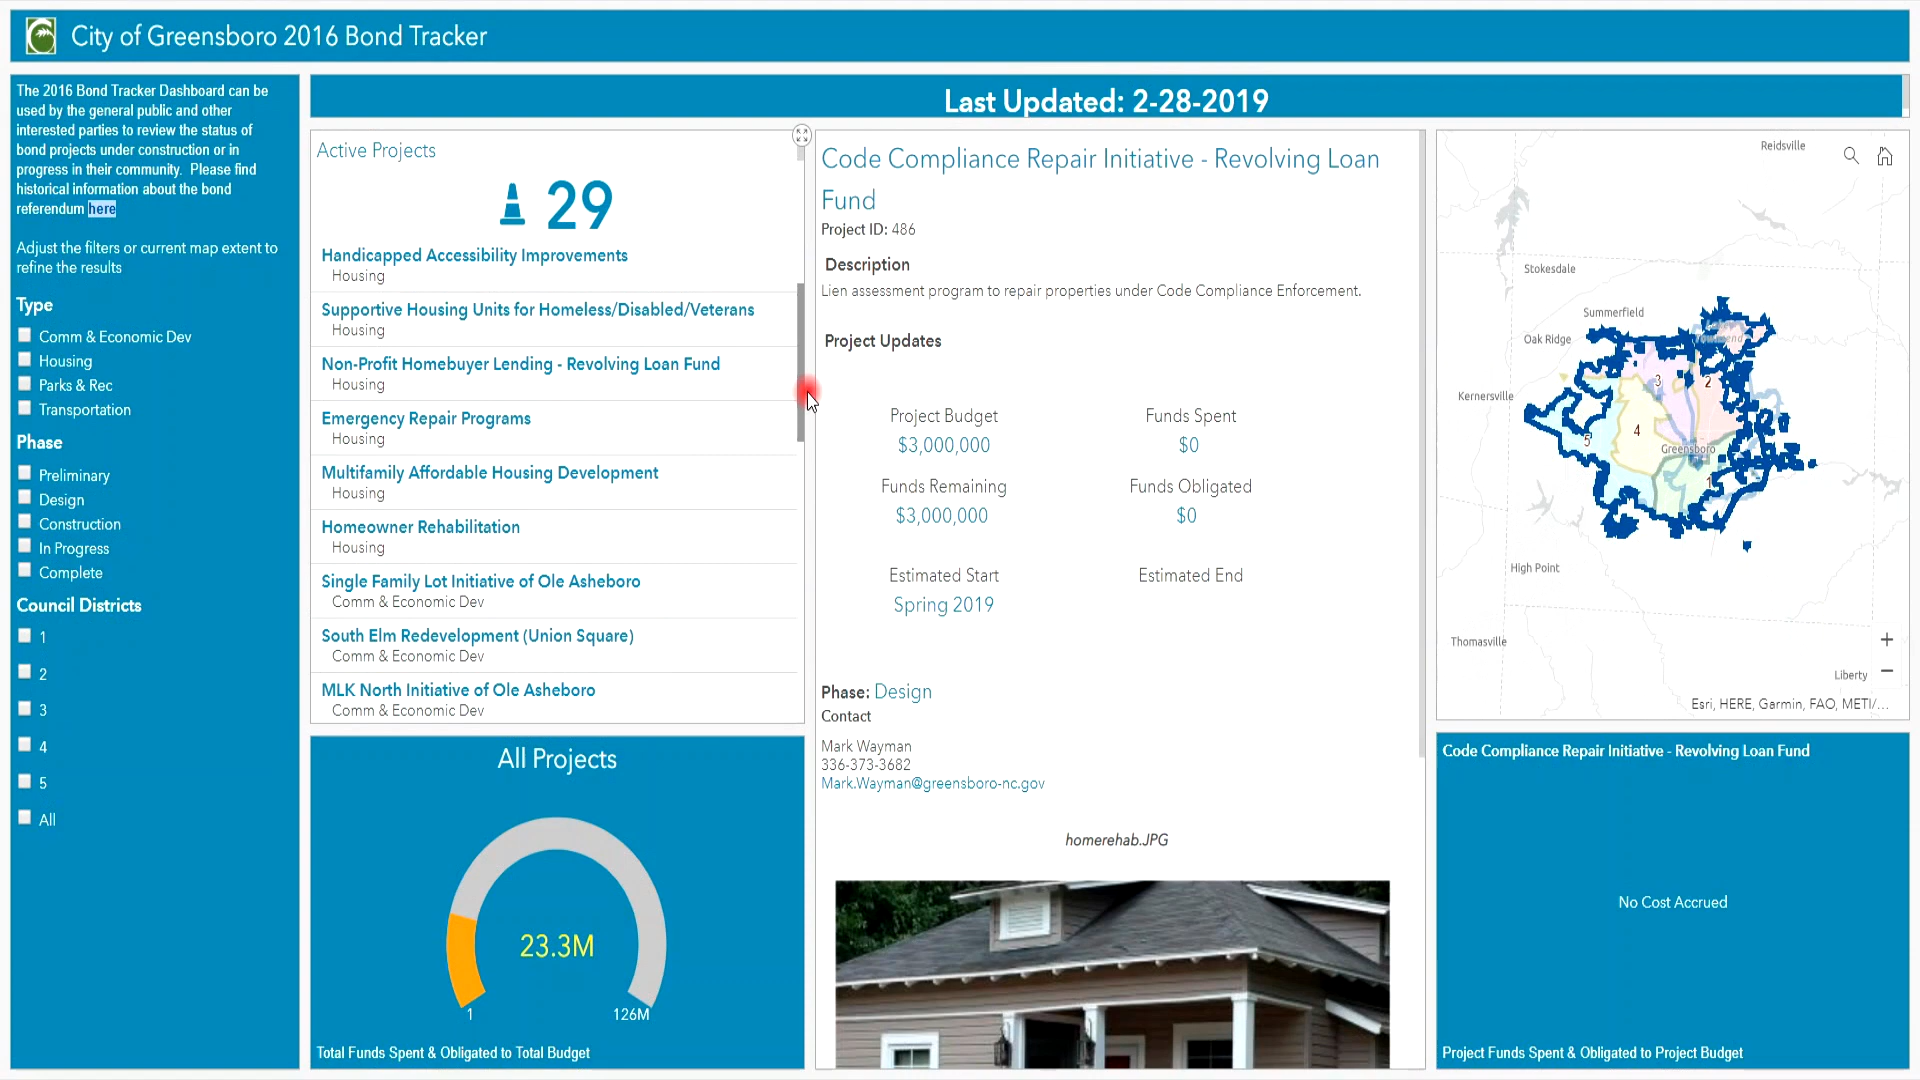 City of Greensboro 2016 Bond Tracker
The 2016 Bond Tracker Dashboard can be
used by the general public and other
interested parties to review the status of
bond projects under construction or in
progress in their community.  Please find
historical information about the bond
referendum here
Adjust the filters or current map extent to
refine the results
Type
Comm & Economic Dev
Housing
Parks & Rec
Transportation
Phase
Preliminary
Design
Construction
In Progress
Complete
Council Districts
1
2
3
4
5
All
Last Updated: 2-28-2019
Active Projects
29
Handicapped Accessibility Improvements
Housing
Supportive Housing Units for Homeless/Disabled/Veterans
Housing
Non-Profit Homebuyer Lending - Revolving Loan Fund
Housing
Emergency Repair Programs
Housing
Multifamily Affordable Housing Development
Housing
Homeowner Rehabilitation
Housing
Single Family Lot Initiative of Ole Asheboro
Comm & Economic Dev
South Elm Redevelopment (Union Square)
Comm & Economic Dev
MLK North Initiative of Ole Asheboro
Comm & Economic Dev
All Projects
23.3M
1
126M
Total Funds Spent & Obligated to Total Budget
Code Compliance Repair Initiative - Revolving Loan
Fund
Project ID: 486
Description
Lien assessment program to repair properties under Code Compliance Enforcement.
Project Updates
Project Budget
$3,000,000
Funds Spent
$0
Funds Remaining
$3,000,000
Funds Obligated
$0
Estimated Start
Spring 2019
Estimated End
Phase: Design
Contact
Mark Wayman
336-373-3682
Mark.Wayman@greensboro-nc.gov
homerehab.JPG
Reidsville
Stokesdale
Summerfield
Oak Ridge
Kernersville
3
2
4
5
Greensboro
1
High Point
Thomasville
Liberty
Esri, HERE, Garmin, FAO, METI/...
Code Compliance Repair Initiative - Revolving Loan Fund
No Cost Accrued
Project Funds Spent & Obligated to Project Budget